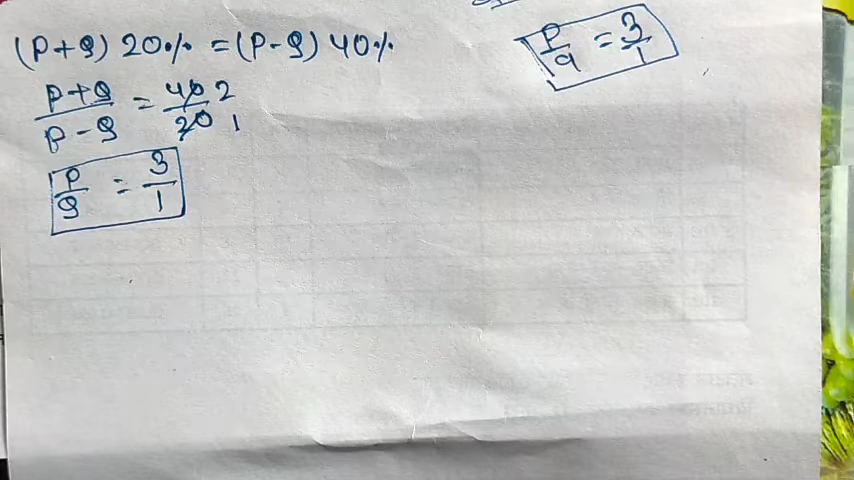 (P+Q) 20% = (P-Q) 40%
P+Q/P-Q = 40/20 2/1
P/Q = 3/1
P/q = 3/1